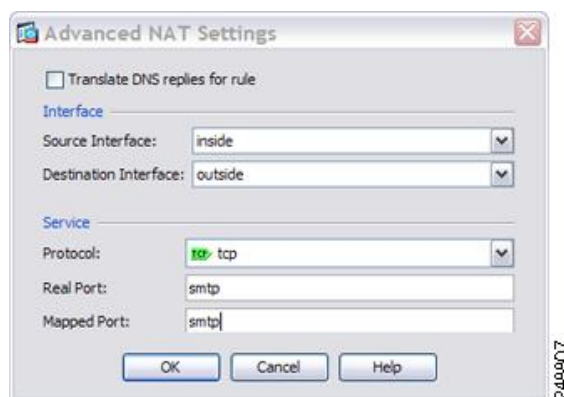 Advanced NAT Settings
Translate DNS replies for rule
Interface
Source Interface: inside
Destination Interface: outside
Service
Protocol: TCP tcp
Real Port: smtp
Mapped Port: smtp
OK Cancel Help